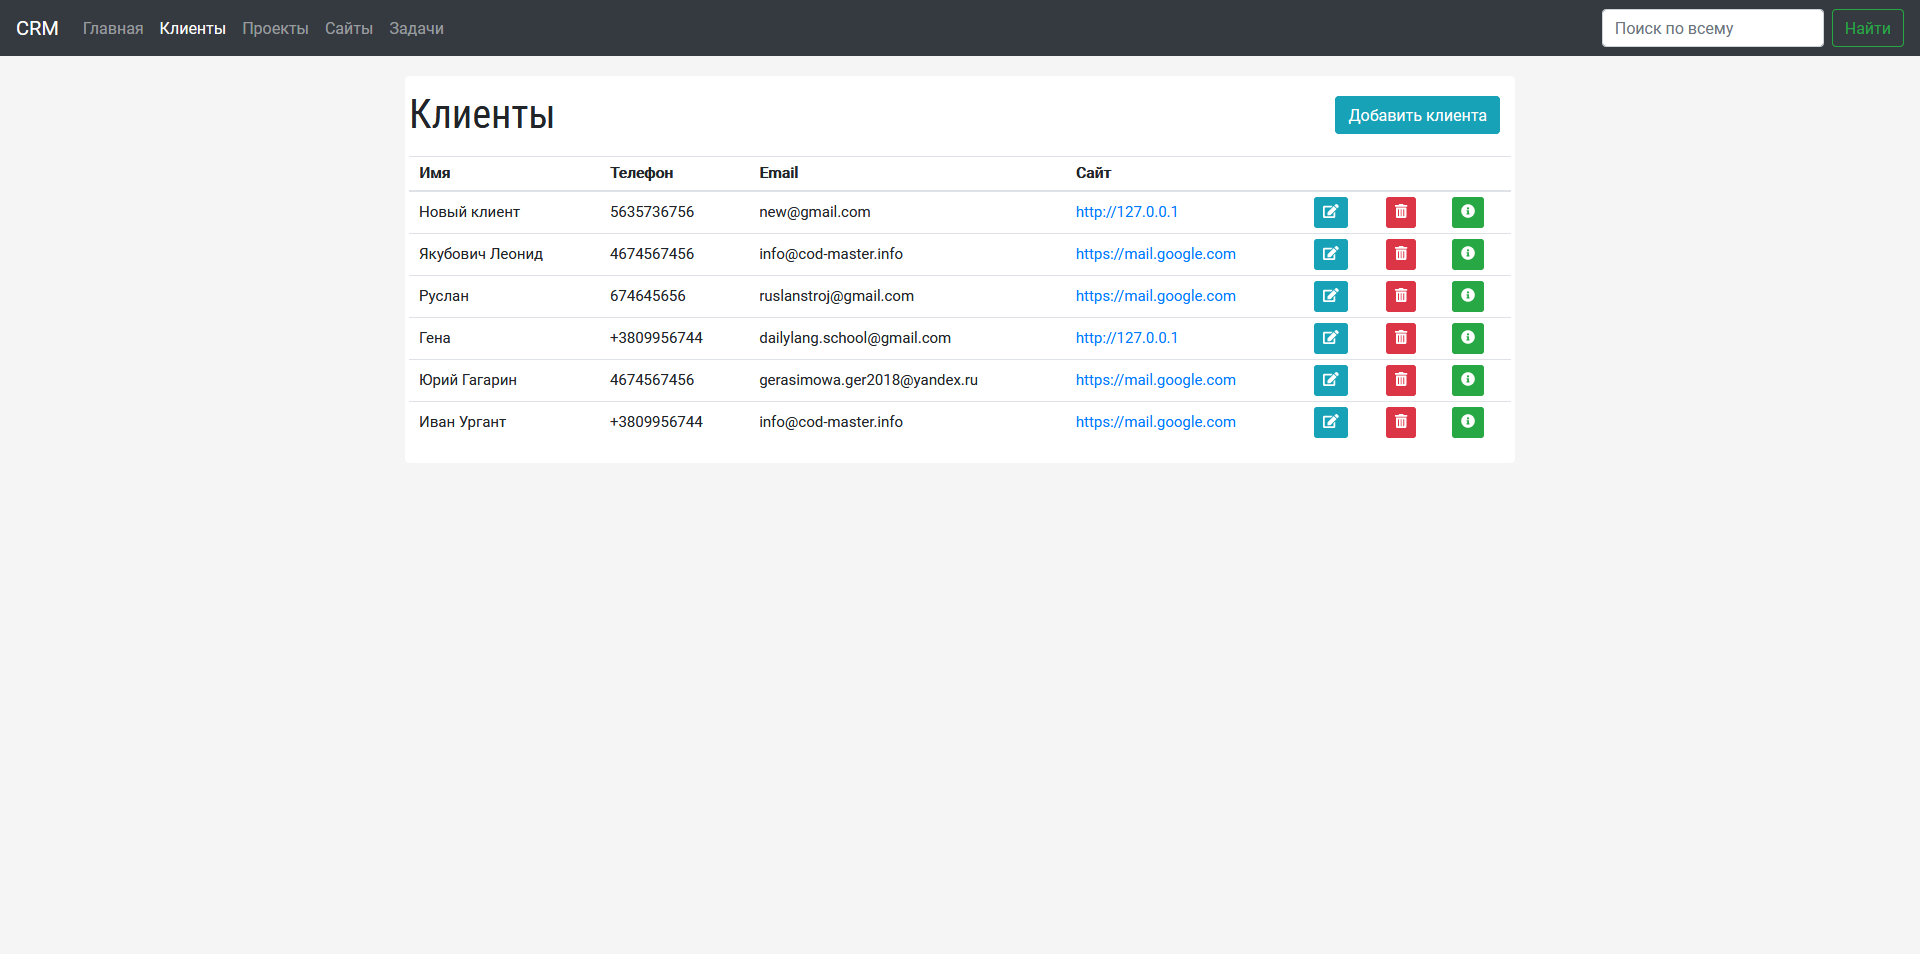 CRM Главная Клиенты Проекты Сайты Задачи Поиск по всему Найти
Клиенты Добавить клиента
Имя Телефон Email Сайт
Новый клиент 5635736756 new@gmail.com http://127.0.0.1
Якубович Леонид 4674567456 info@cod-master.info https://mail.google.com
Руслан 674645656 ruslanstroj@gmail.com https://mail.google.com
Гена +3809956744 dailylang.school@gmail.com http://127.0.0.1
Юрий Гагарин 4674567456 gerasimowa.ger2018@yandex.ru https://mail.google.com
Иван Ургант +3809956744 info@cod-master.info https://mail.google.com